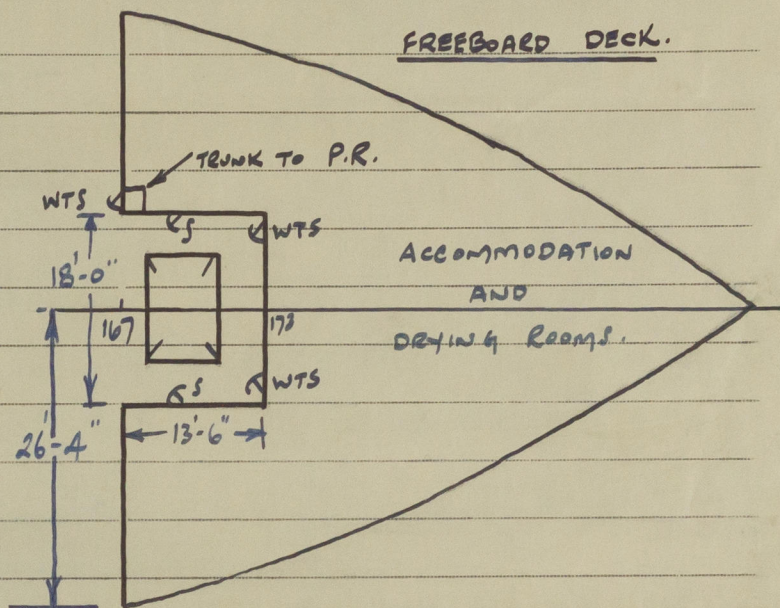 FREEBOARD DECK.
TRUNK TO P.R.
WTS
S
WTS
18'-0"
ACCOMMODATION
AND
DRYING ROOMS.
167
173
S
WTS
13'-6"
26'-4"